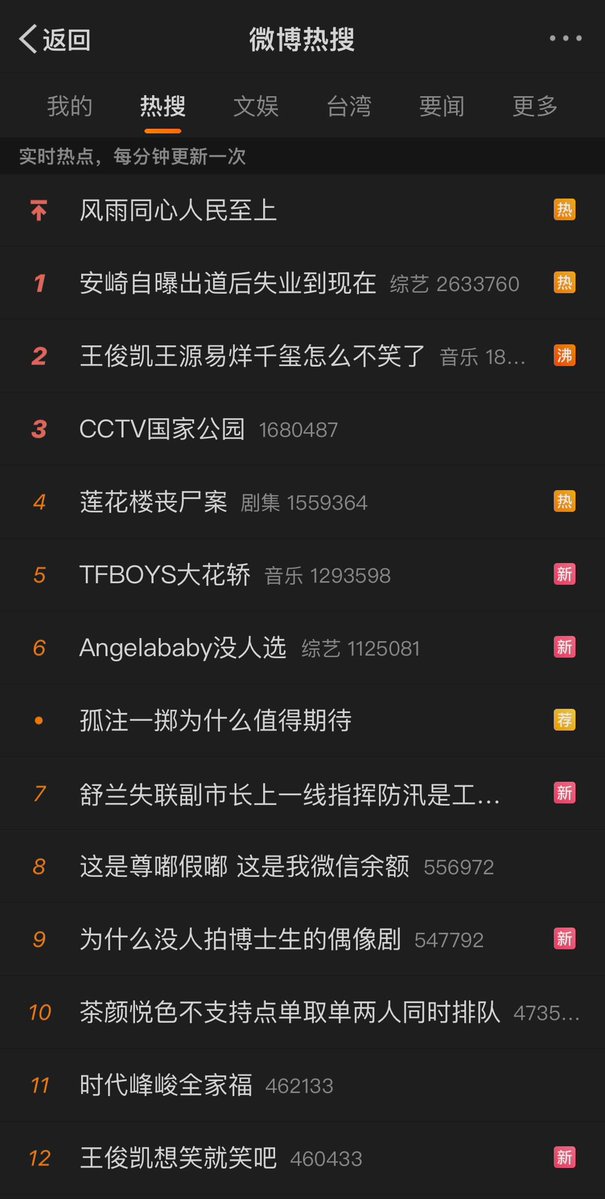 返回 微博热搜
我的 热搜 文娱 台湾 要闻 更多
实时热点，每分钟更新一次
风雨同心人民至上 热
1 安崎自曝出道后失业到现在 综艺 2633760 热
2 王俊凯王源易烊千玺怎么不笑了 音乐 18... 沸
3 CCTV国家公园 1680487
4 莲花楼丧尸案 剧集 1559364 热
5 TFBOYS大花轿 音乐 1293598 新
6 Angelababy没人选 综艺 1125081 新
孤注一掷为什么值得期待 荐
7 舒兰失联副市长上一线指挥防汛是工... 新
8 这是尊嘟假嘟 这是我微信余额 556972
9 为什么没人拍博士生的偶像剧 547792 新
10 茶颜悦色不支持点单取单两人同时排队 4735...
11 时代峰峻全家福 462133
12 王俊凯想笑就笑吧 460433 新